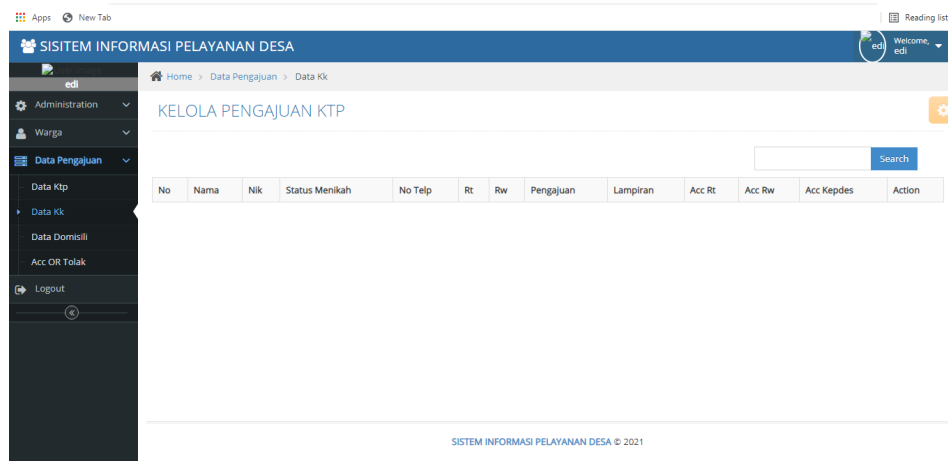 Apps New Tab Reading list
SISITEM INFORMASI PELAYANAN DESA
edi
Welcome,
edi
edi
Home > Data Pengajuan > Data Kk
Administration
Warga
Data Pengajuan
Data Ktp
Data Kk
Data Domisili
Acc OR Tolak
Logout
KELOLA PENGAJUAN KTP
Search
No Nama Nik Status Menikah No Telp Rt Rw Pengajuan Lampiran Acc Rt Acc Rw Acc Kepdes Action
SISTEM INFORMASI PELAYANAN DESA © 2021